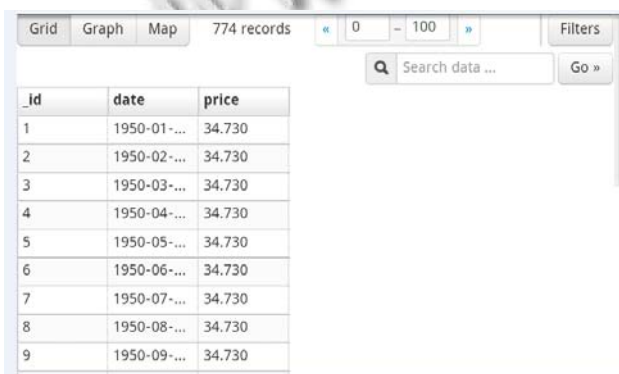 Grid Graph Map 774 records « 0 – 100 » Filters
Search data ... Go »
_id date price
1 1950-01-... 34.730
2 1950-02-... 34.730
3 1950-03-... 34.730
4 1950-04-... 34.730
5 1950-05-... 34.730
6 1950-06-... 34.730
7 1950-07-... 34.730
8 1950-08-... 34.730
9 1950-09-... 34.730